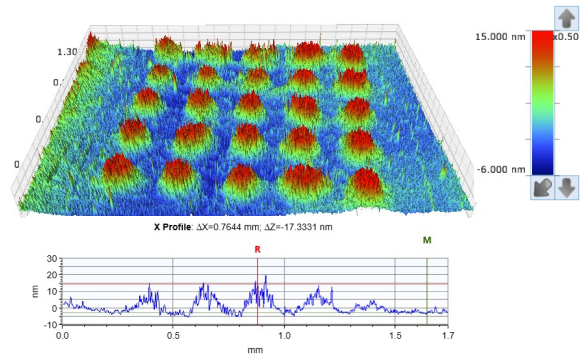 15.000 nm
x0.50
1.30
0.
0.
0
-6.000 nm
X Profile: ΔX=0.7644 mm; ΔZ=-17.3331 nm
R
M
30
20
10
0
-10
nm
0.0 0.5 1.0 1.5 1.7
mm